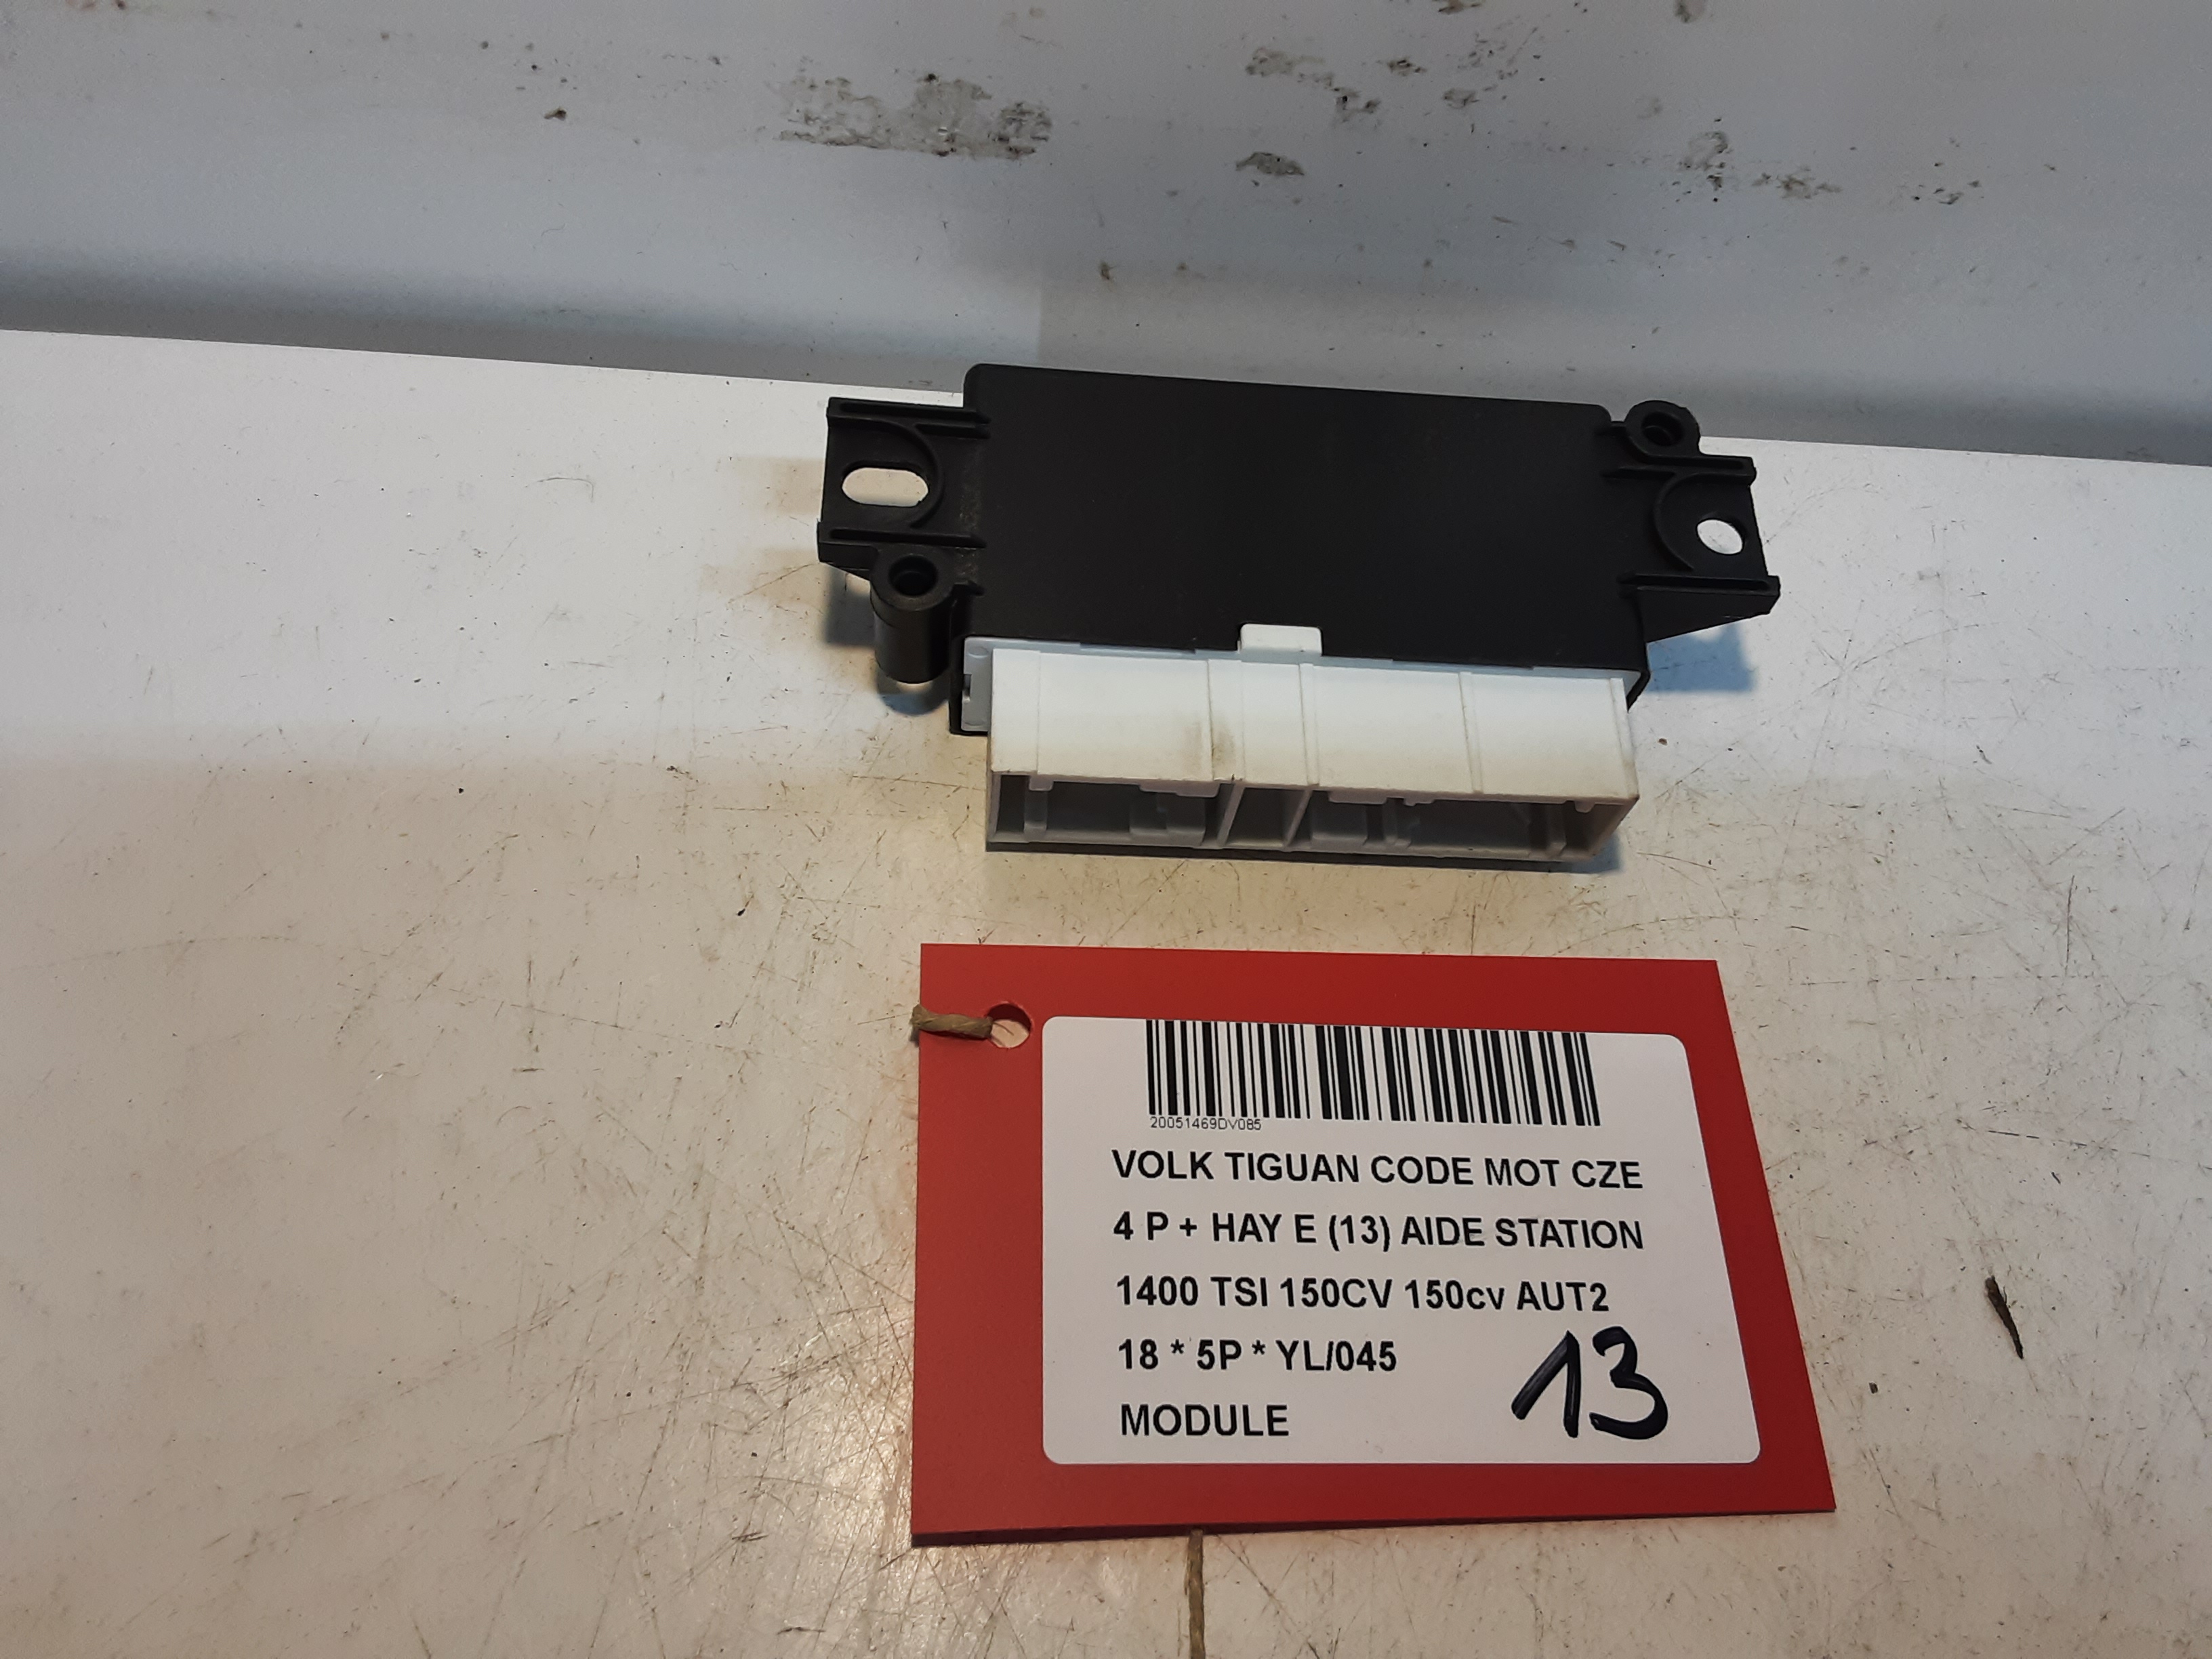 20051469DV085
VOLK TIGUAN CODE MOT CZE
4 P + HAY E (13) AIDE STATION
1400 TSI 150CV 150cv AUT2
18 * 5P * YL/045
MODULE
13